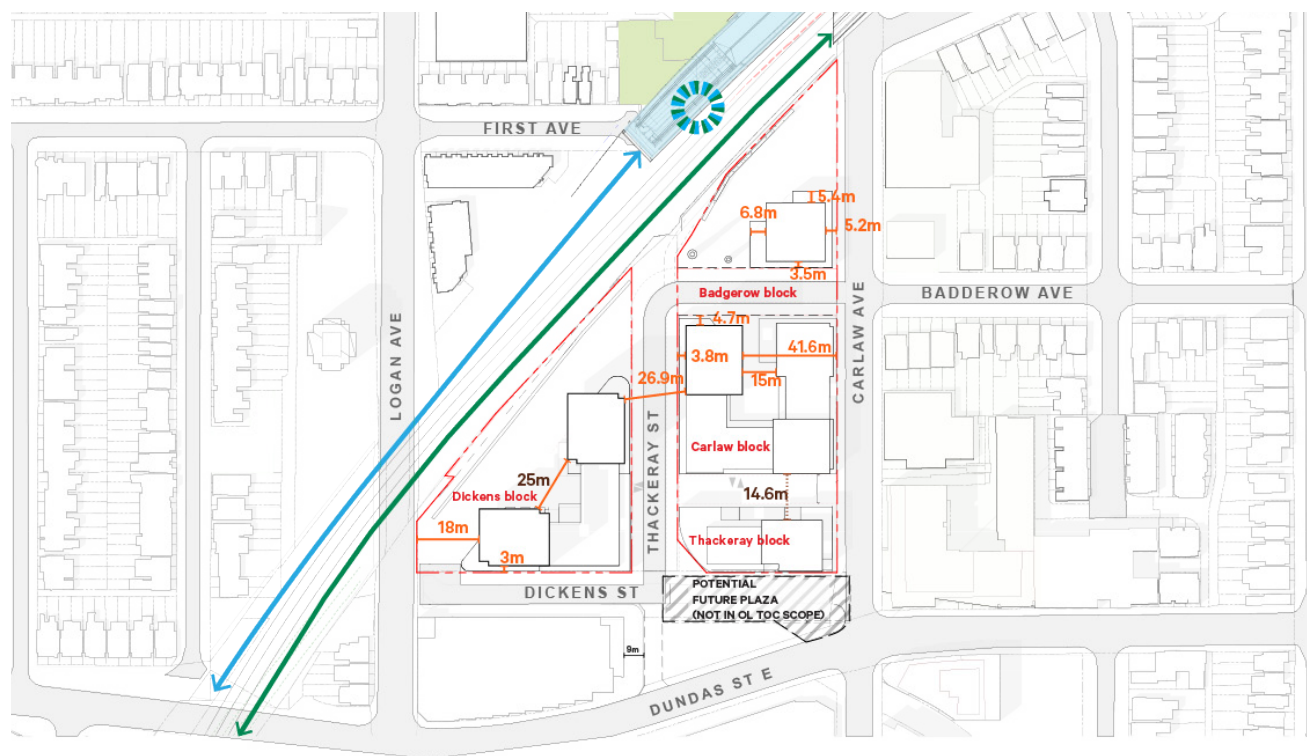 FIRST AVE
5.4m
6.8m
5.2m
3.5m
Badgerow block
BADDEROW AVE
LOGAN AVE
CARLAW AVE
4.7m
3.8m
41.6m
26.9m
15m
THACKERAY ST
Carlaw block
25m
Dickens block
14.6m
18m
Thackeray block
3m
DICKENS ST
POTENTIAL
FUTURE PLAZA
(NOT IN OL TOC SCOPE)
9m
DUNDAS ST E